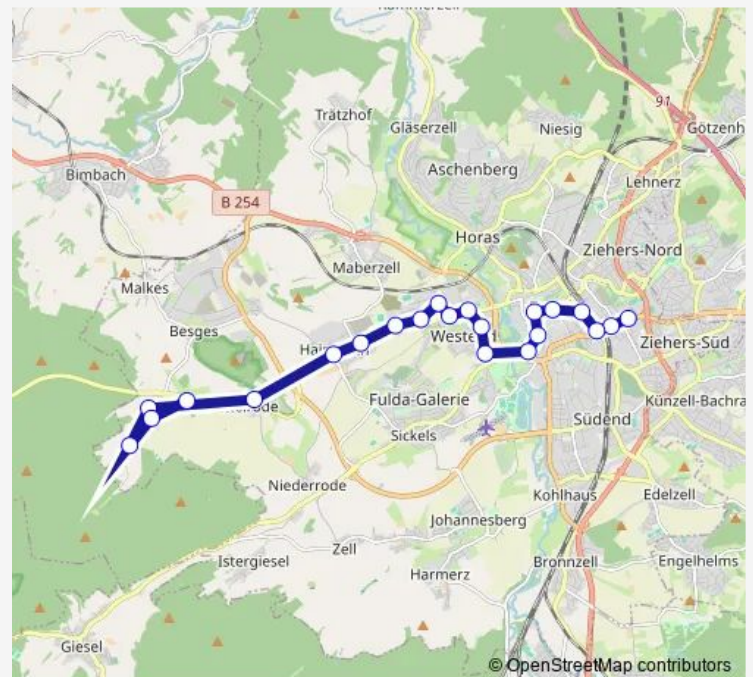 Trätzhof
Gläserzell
Niesig
91
Götzenh
Bimbach
Aschenberg
Lehnerz
B 254
Horas
Ziehers-Nord
Maberzell
Malkes
Besges
Ziehers-Süd
Fulda-Galerie
Künzell-Bachra
Sickels
Südend
Niederrode
Kohlhaus
Edelzell
Johannesberg
Istergiesel
Zell
Harmerz
Bronnzell
Engelhelms
Giesel
© OpenStreetMap contributors